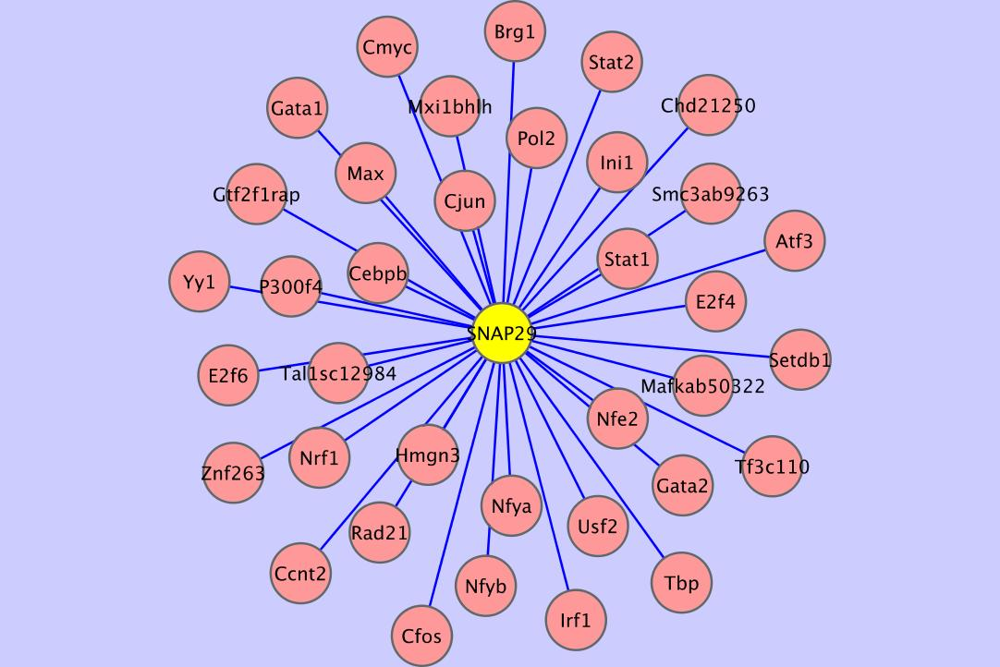 Brg1
Cmyc
Stat2
Gata1
Mxi1bhlh
Chd21250
Pol2
Ini1
Max
Gtf2f1rap
Cjun
Smc3ab9263
Atf3
Stat1
Cebpb
Yy1
P300f4
E2f4
SNAP29
Setdb1
E2f6
Tal1sc12984
Mafkab50322
Nfe2
Znf263
Nrf1
Hmgn3
Tf3c110
Gata2
Nfya
Rad21
Usf2
Ccnt2
Nfyb
Tbp
Irf1
Cfos